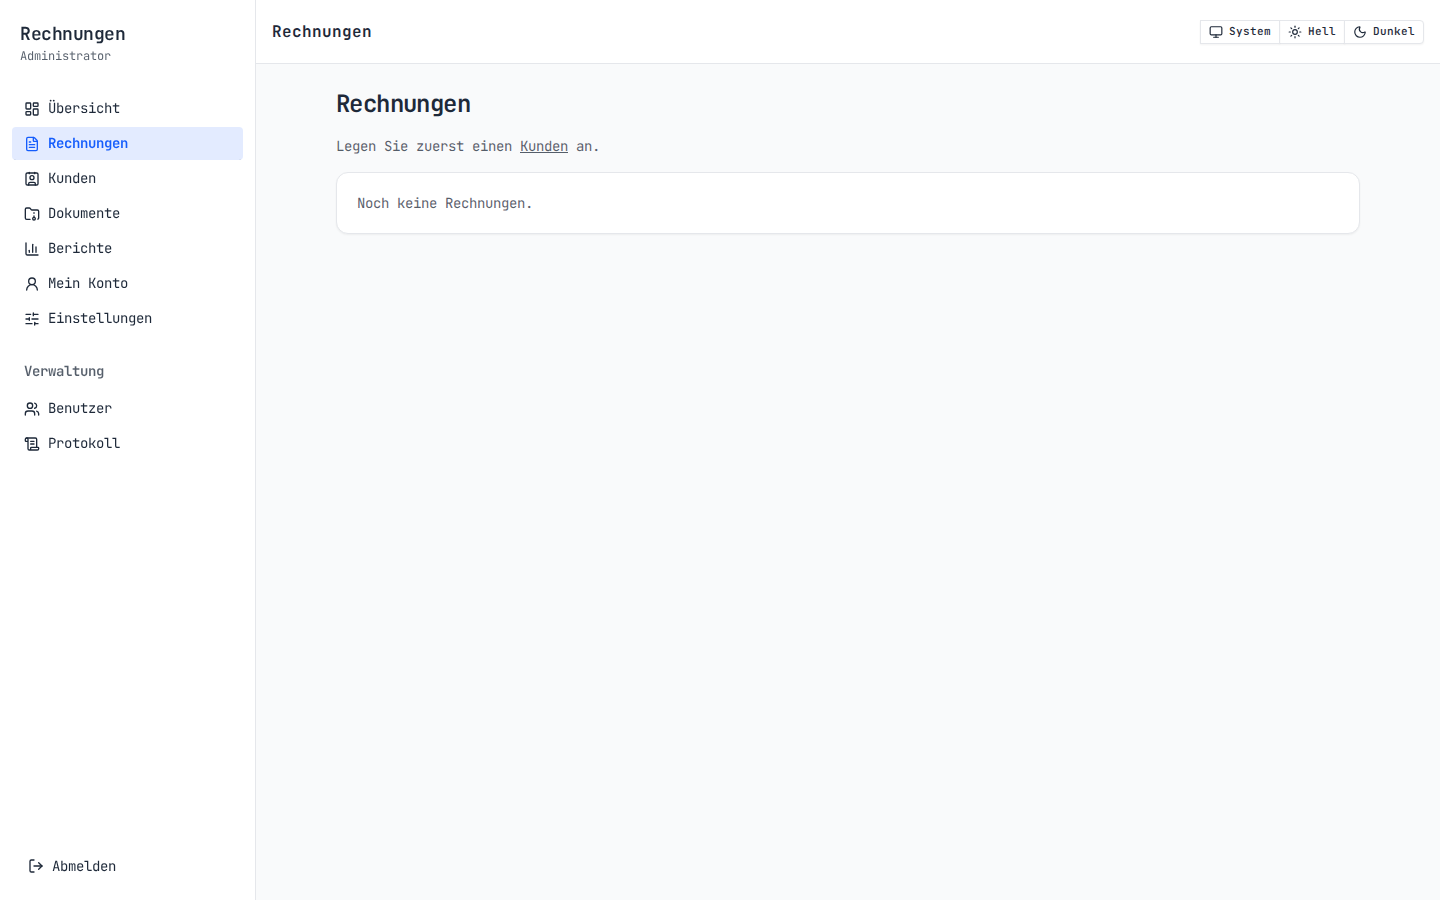 Rechnungen
Administrator
Übersicht
Rechnungen
Kunden
Dokumente
Berichte
Mein Konto
Einstellungen
Verwaltung
Benutzer
Protokoll
Abmelden
Rechnungen
System Hell Dunkel
Rechnungen
Legen Sie zuerst einen Kunden an.
Noch keine Rechnungen.